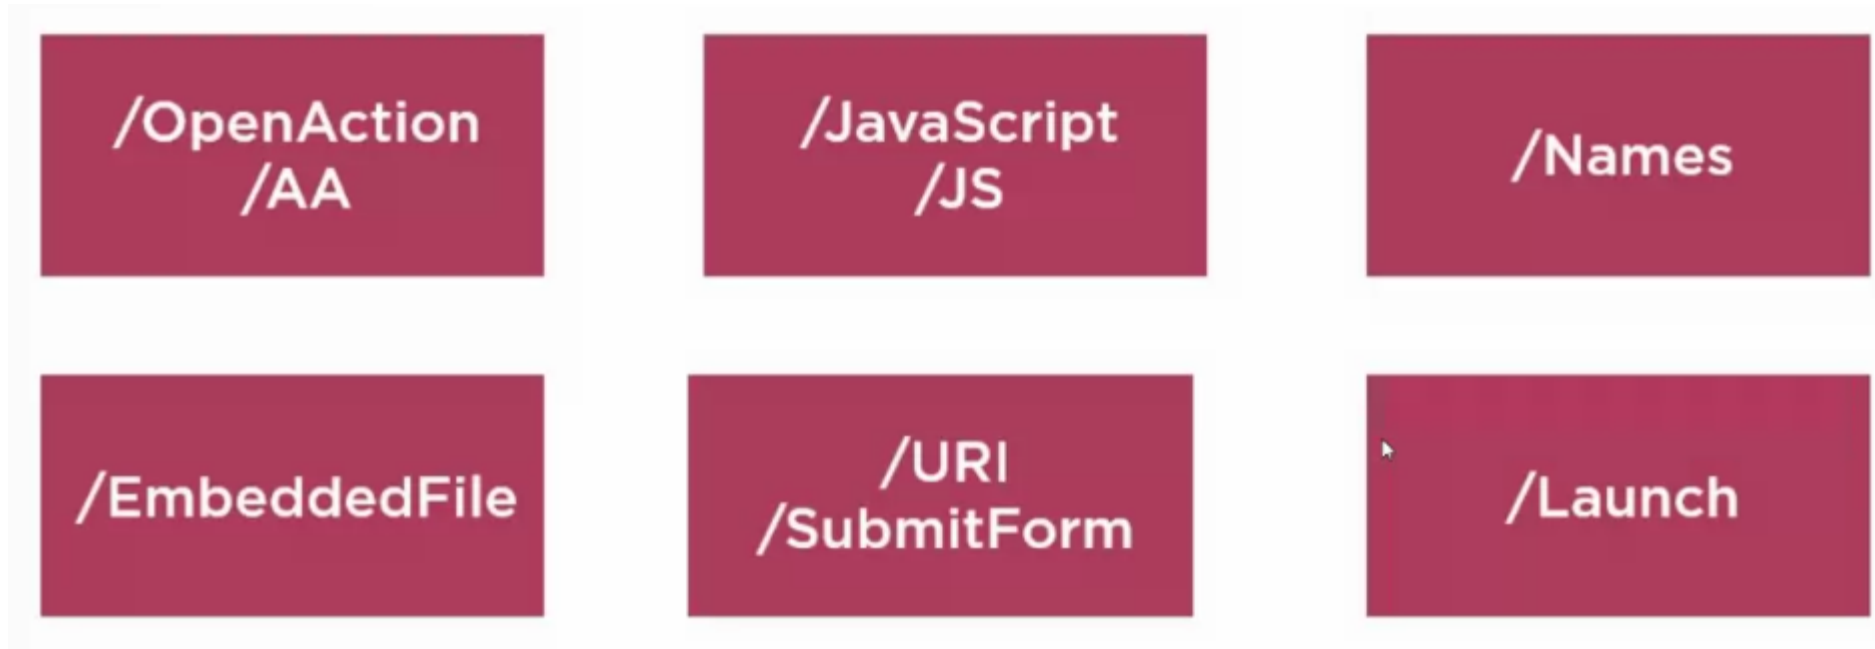 /OpenAction
/AA
/JavaScript
/JS
/Names
/EmbeddedFile
/URI
/SubmitForm
/Launch